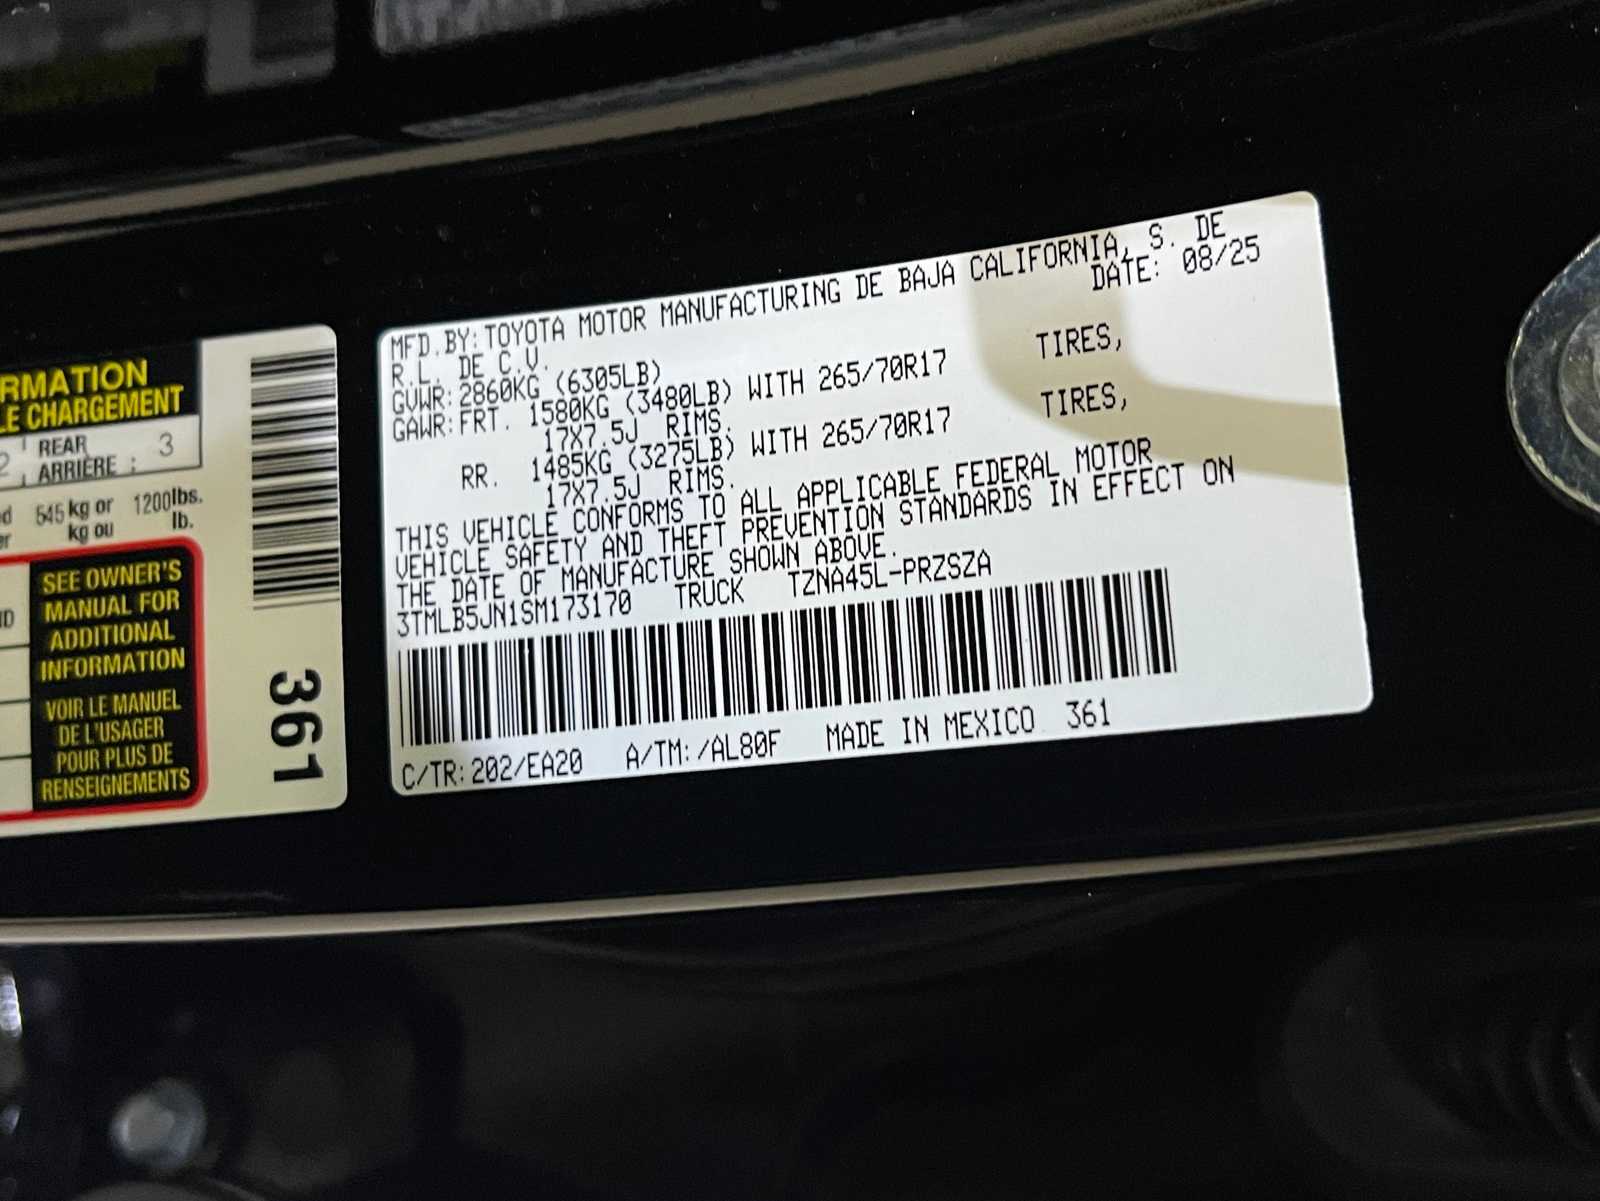 RMATION
LE CHARGEMENT
2 REAR
ARRIÈRE : 3
545 kg or 1200lbs.
kg ou lb.
SEE OWNER'S
MANUAL FOR
ADDITIONAL
INFORMATION
VOIR LE MANUEL
DE L'USAGER
POUR PLUS DE
RENSEIGNEMENTS
361
MFD.BY:TOYOTA MOTOR MANUFACTURING DE BAJA CALIFORNIA, S. DE
R.L. DE C.V. DATE: 08/25
GVWR:2860KG (6305LB)
GAWR:FRT. 1580KG (3480LB) WITH 265/70R17 TIRES,
17X7.5J RIMS.
RR. 1485KG (3275LB) WITH 265/70R17 TIRES,
17X7.5J RIMS.
THIS VEHICLE CONFORMS TO ALL APPLICABLE FEDERAL MOTOR
VEHICLE SAFETY AND THEFT PREVENTION STANDARDS IN EFFECT ON
THE DATE OF MANUFACTURE SHOWN ABOVE.
3TMLB5JN1SM173170 TRUCK TZNA45L-PRZSZA
C/TR:202/EA20 A/TM:/AL80F MADE IN MEXICO 361